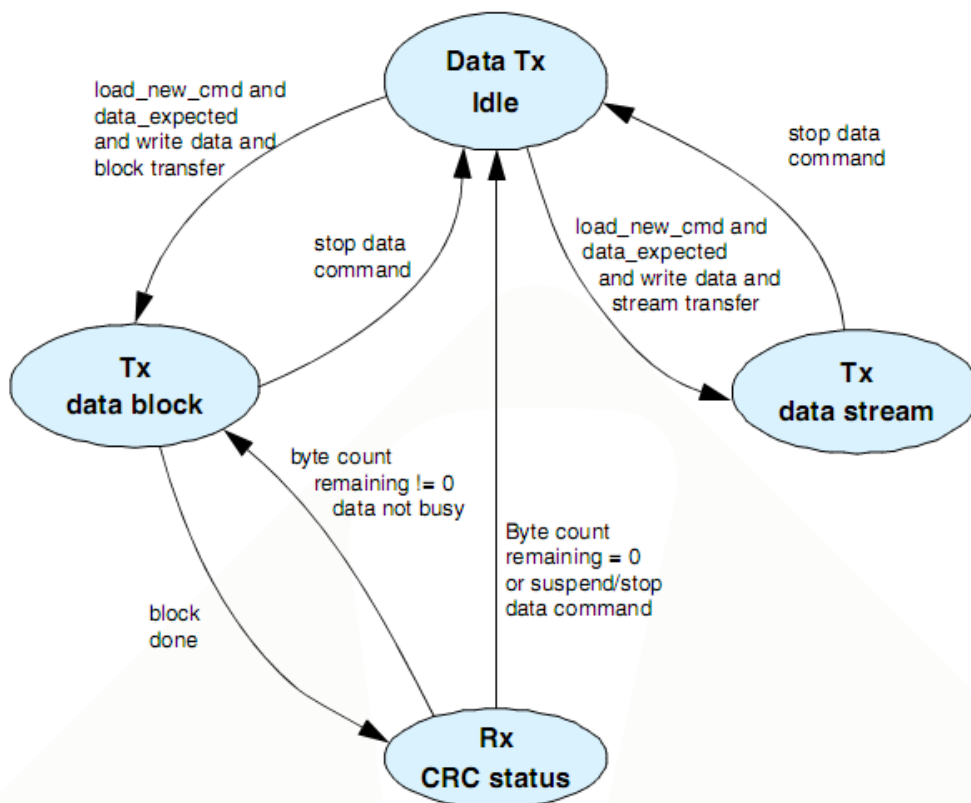 Data Tx
Idle
load_new_cmd and
data_expected
and write data and
block transfer
stop data
command
stop data
command
load_new_cmd and
data_expected
and write data and
stream transfer
Tx
data block
Tx
data stream
byte count
remaining != 0
data not busy
Byte count
remaining = 0
or suspend/stop
data command
block
done
Rx
CRC status